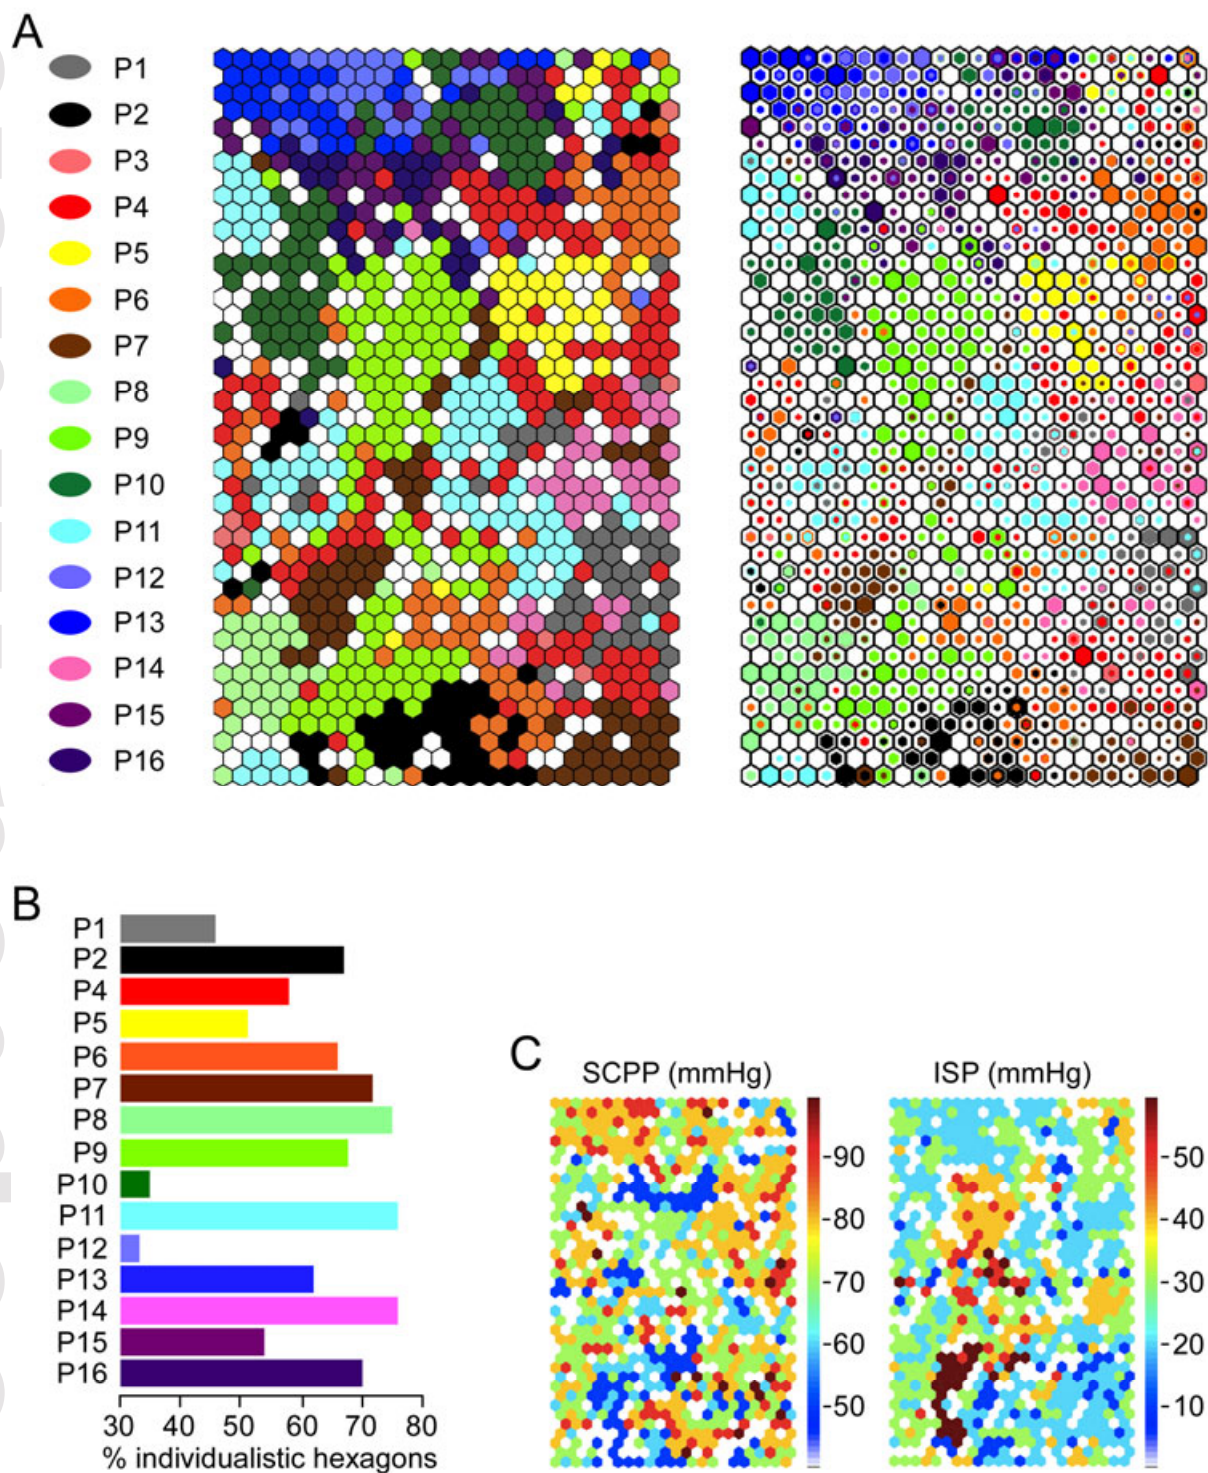 A
P1
P2
P3
P4
P5
P6
P7
P8
P9
P10
P11
P12
P13
P14
P15
P16
B
P1
P2
P4
P5
P6
P7
P8
P9
P10
P11
P12
P13
P14
P15
P16
30 40 50 60 70 80
% individualistic hexagons
C
SCPP (mmHg)
-90
-80
-70
-60
-50
ISP (mmHg)
-50
-40
-30
-20
-10